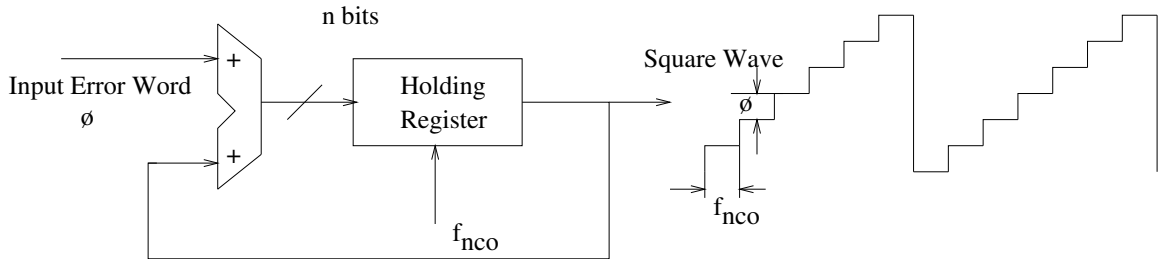 n bits
+
Input Error Word
ø
+
Holding
Register
f_nco
Square Wave
ø
f_nco